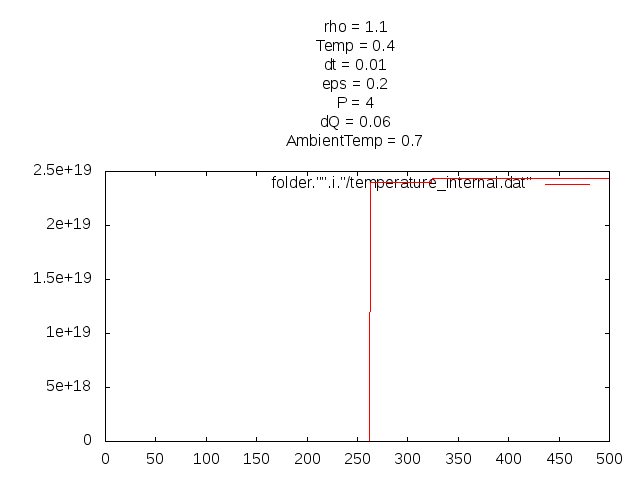 rho = 1.1
Temp = 0.4
dt = 0.01
eps = 0.2
P = 4
dQ = 0.06
AmbientTemp = 0.7
2.5e+19
folder."".i."/temperature_internal.dat"
2e+19
1.5e+19
1e+19
5e+18
0
0 50 100 150 200 250 300 350 400 450 500